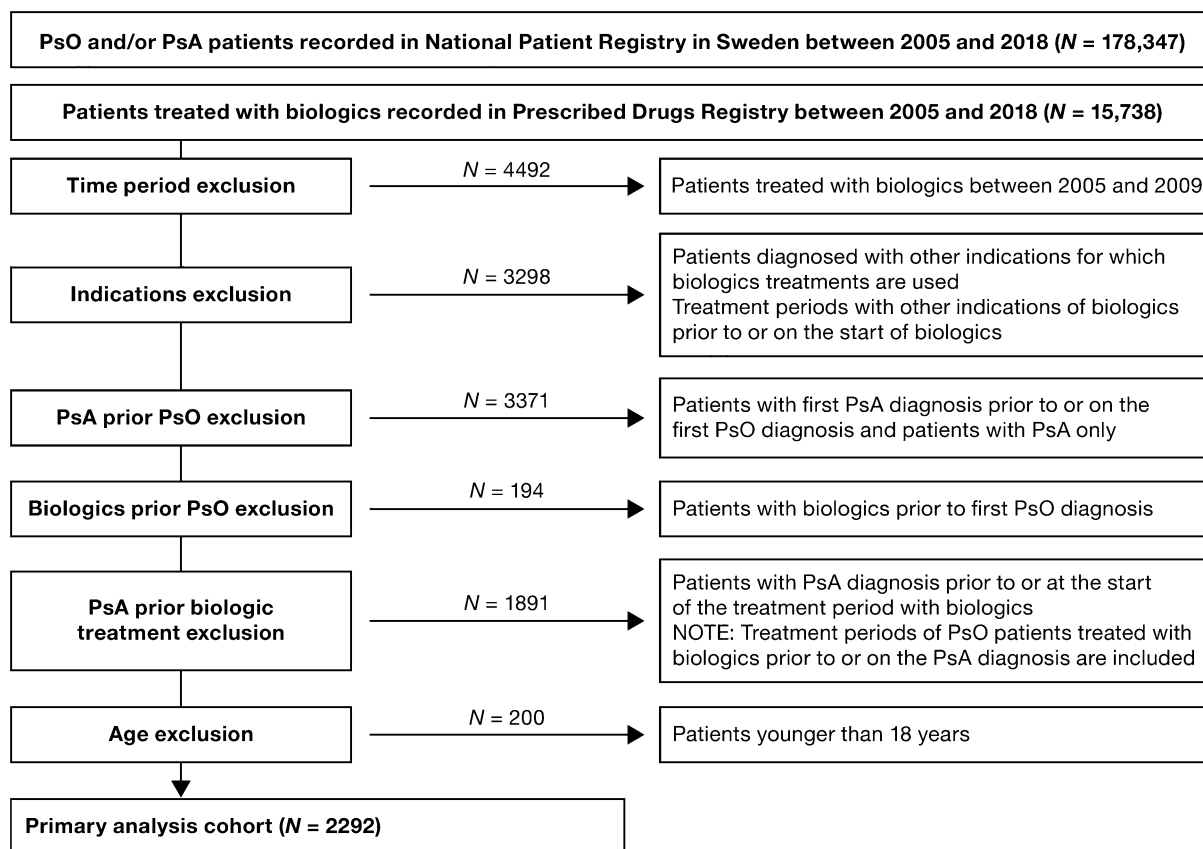 PsO and/or PsA patients recorded in National Patient Registry in Sweden between 2005 and 2018 (N = 178,347)
Patients treated with biologics recorded in Prescribed Drugs Registry between 2005 and 2018 (N = 15,738)
Time period exclusion
N = 4492
Patients treated with biologics between 2005 and 2009
Indications exclusion
N = 3298
Patients diagnosed with other indications for which
biologics treatments are used
Treatment periods with other indications of biologics
prior to or on the start of biologics
PsA prior PsO exclusion
N = 3371
Patients with first PsA diagnosis prior to or on the
first PsO diagnosis and patients with PsA only
Biologics prior PsO exclusion
N = 194
Patients with biologics prior to first PsO diagnosis
PsA prior biologic
treatment exclusion
N = 1891
Patients with PsA diagnosis prior to or at the start
of the treatment period with biologics
NOTE: Treatment periods of PsO patients treated with
biologics prior to or on the PsA diagnosis are included
Age exclusion
N = 200
Patients younger than 18 years
Primary analysis cohort (N = 2292)